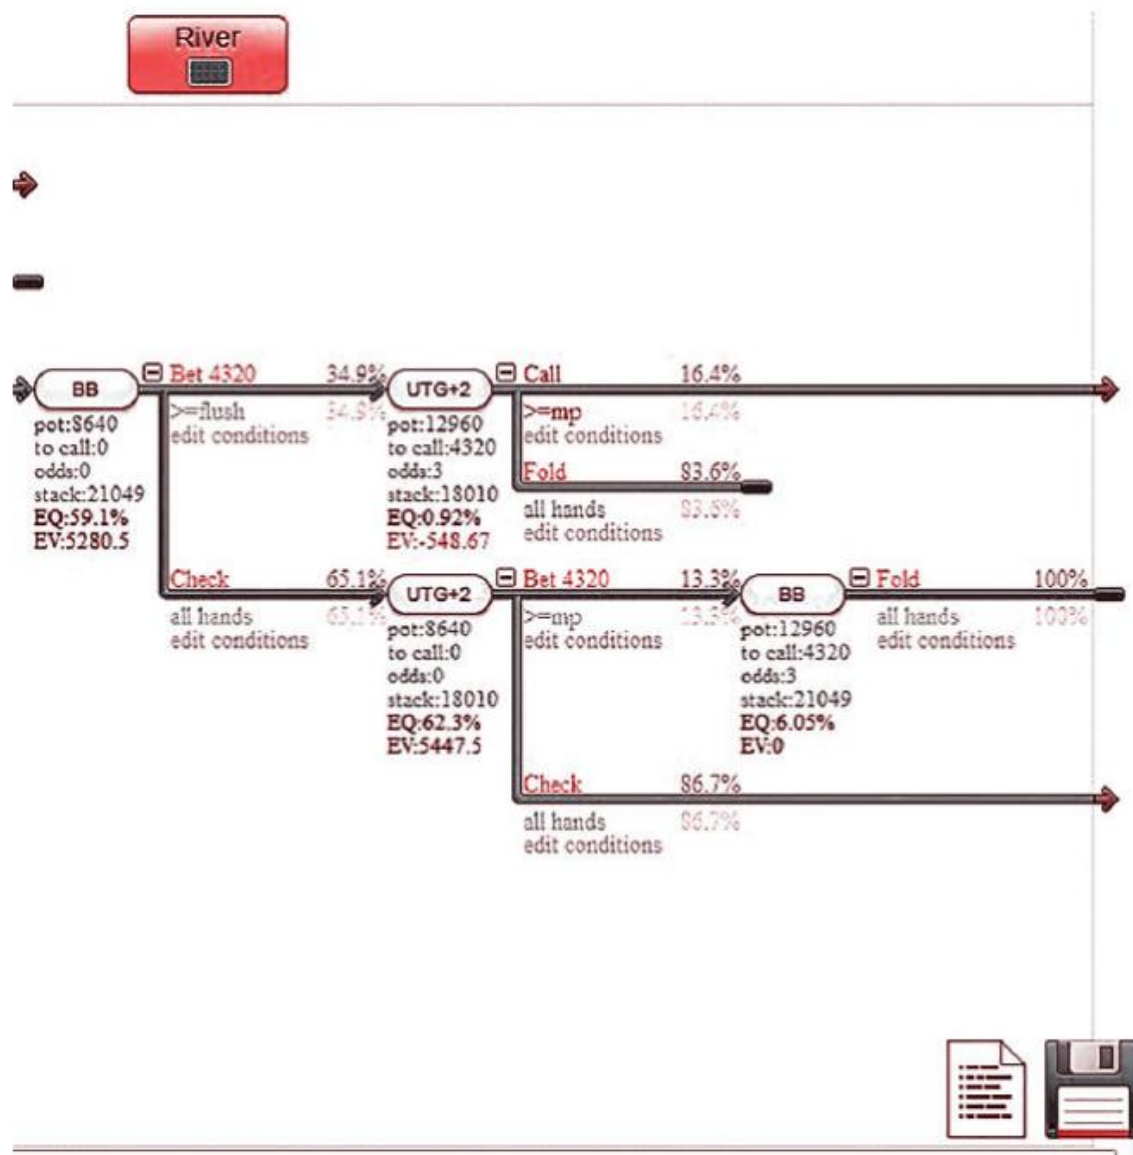 River
Bet 4320 34.9%
>=flush 34.9%
edit conditions
BB
pot:8640
to call:0
odds:0
stack:21049
EQ:59.1%
EV:5280.5
Call 16.4%
>=mp 16.4%
edit conditions
UTG+2
pot:12960
to call:4320
odds:3
stack:18010
EQ:0.92%
EV:-548.67
Fold 83.6%
all hands 83.6%
edit conditions
Check 65.1%
all hands 65.1%
edit conditions
UTG+2
pot:8640
to call:0
odds:0
stack:18010
EQ:62.3%
EV:5447.5
Bet 4320 13.3%
>=mp 13.3%
edit conditions
BB
pot:12960
to call:4320
odds:3
stack:21049
EQ:6.05%
EV:0
Fold 100%
all hands 100%
edit conditions
Check 86.7%
all hands 86.7%
edit conditions